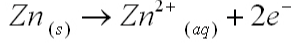 Zn (s) → Zn²⁺ (aq) + 2e⁻